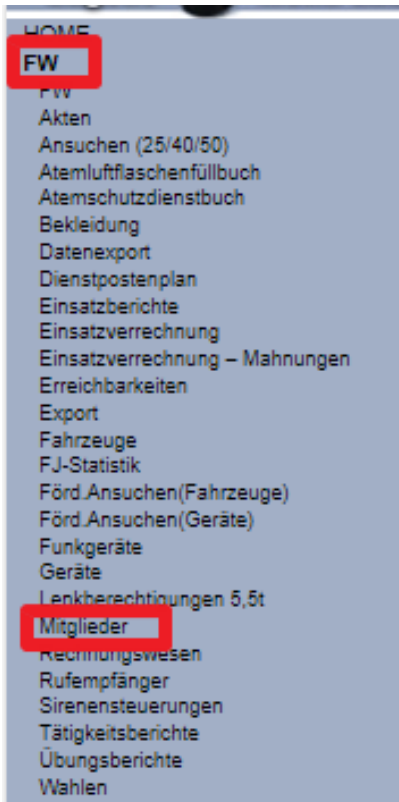 HOME
FW
FW
Akten
Ansuchen (25/40/50)
Atemluftflaschenfüllbuch
Atemschutzdienstbuch
Bekleidung
Datenexport
Dienstpostenplan
Einsatzberichte
Einsatzverrechnung
Einsatzverrechnung – Mahnungen
Erreichbarkeiten
Export
Fahrzeuge
FJ-Statistik
Förd.Ansuchen(Fahrzeuge)
Förd.Ansuchen(Geräte)
Funkgeräte
Geräte
Lenkberechtigungen 5,5t
Mitglieder
Rechnungswesen
Rufempfänger
Sirenensteuerungen
Tätigkeitsberichte
Übungsberichte
Wahlen